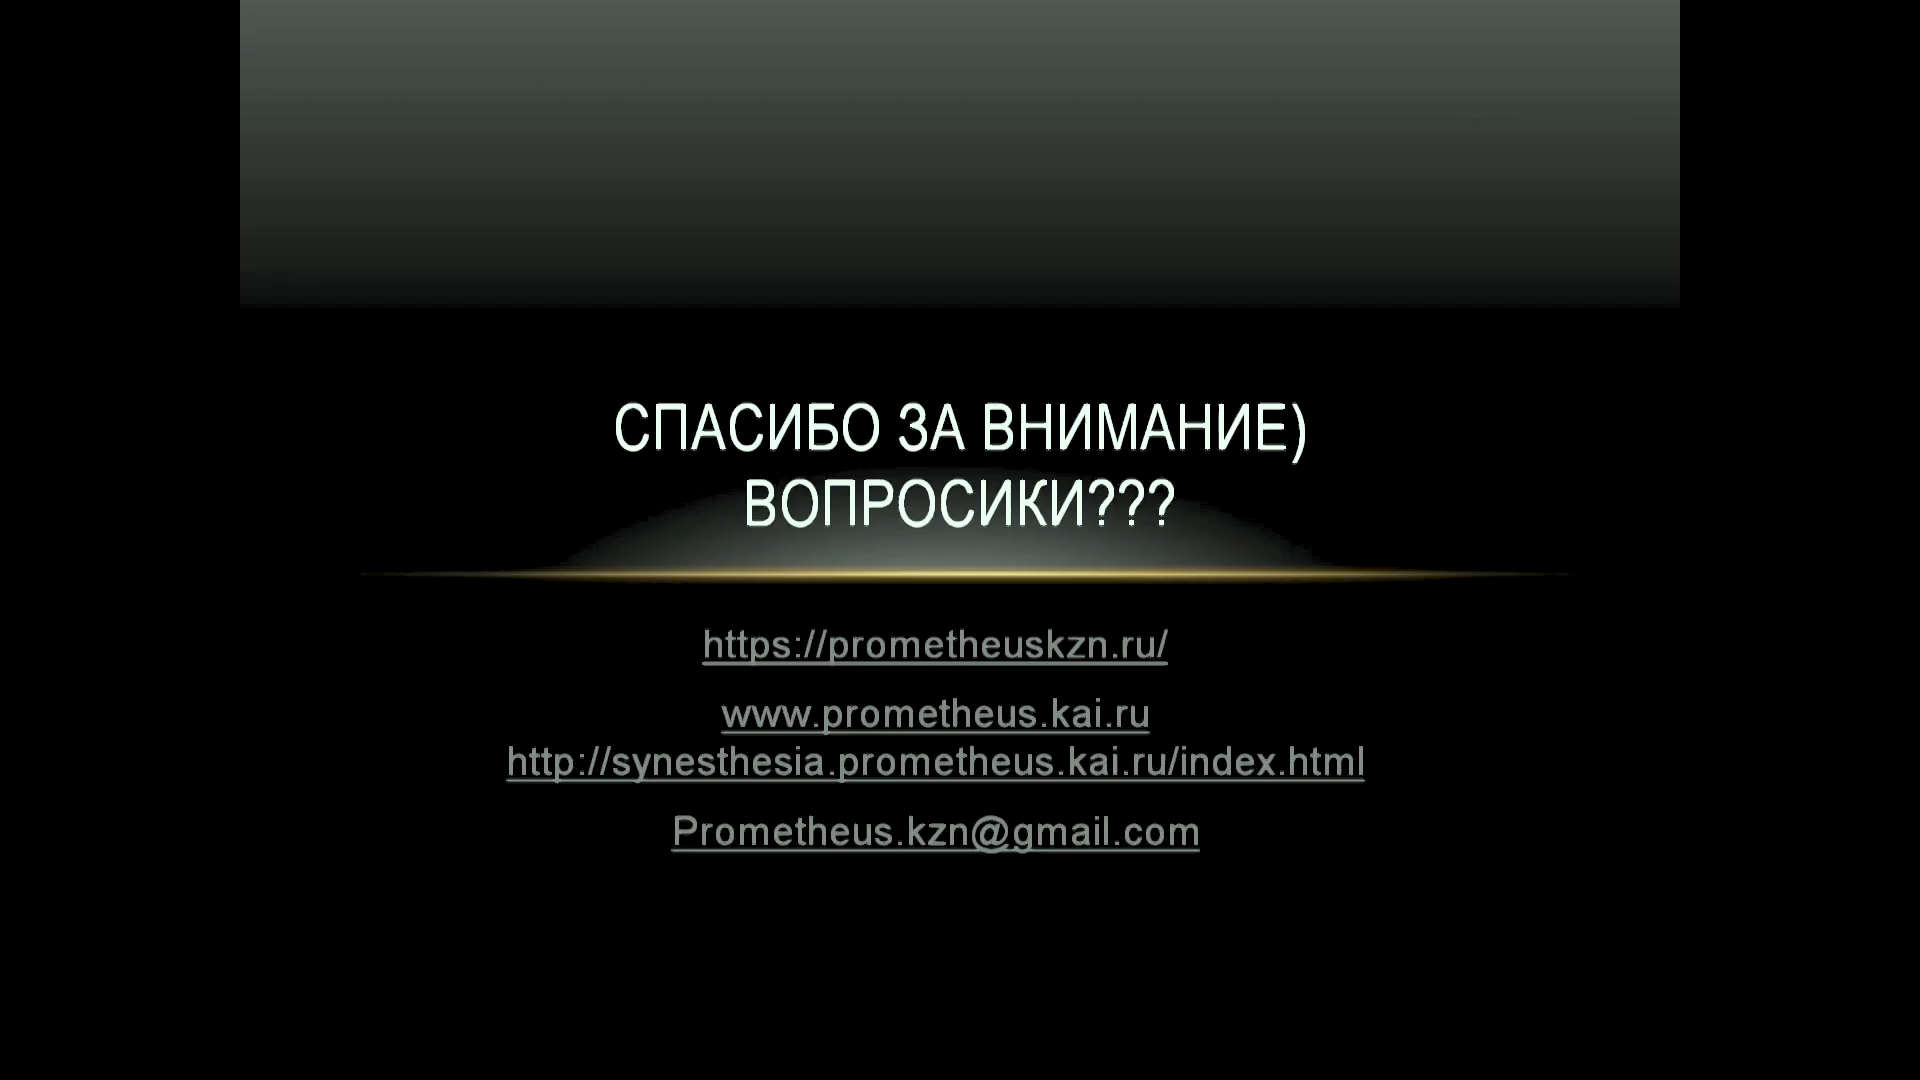 СПАСИБО ЗА ВНИМАНИЕ)
ВОПРОСИКИ???
https://prometheuskzn.ru/
www.prometheus.kai.ru
http://synesthesia.prometheus.kai.ru/index.html
Prometheus.kzn@gmail.com